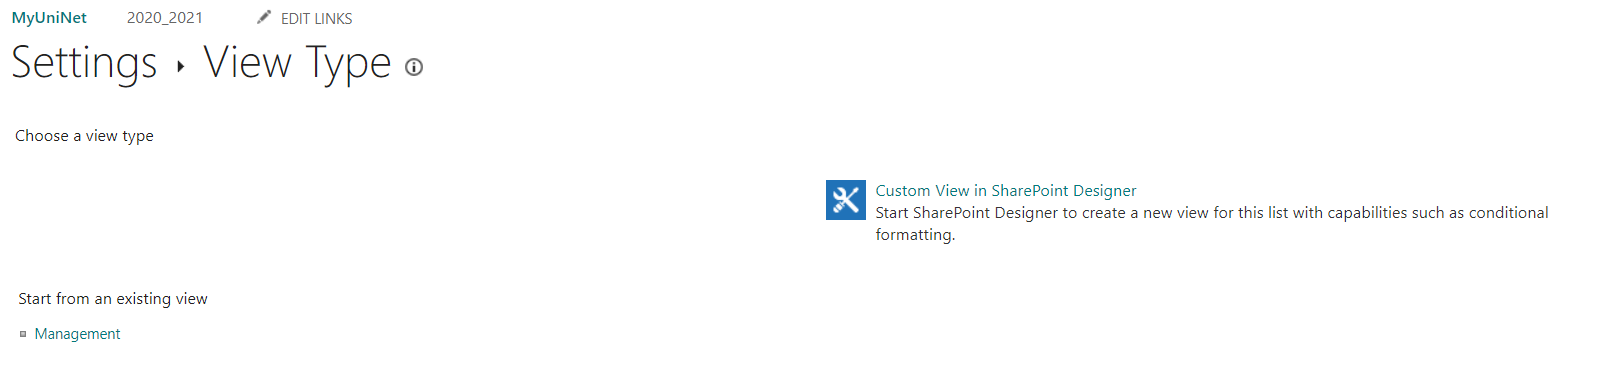 MyUniNet 2020_2021 EDIT LINKS
Settings ▸ View Type
Choose a view type
Custom View in SharePoint Designer
Start SharePoint Designer to create a new view for this list with capabilities such as conditional
formatting.
Start from an existing view
Management